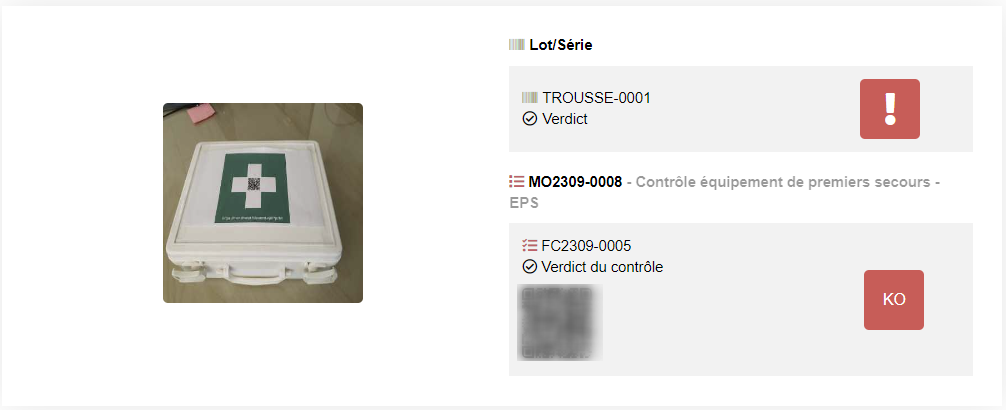 Lot/Série
TROUSSE-0001
Verdict
!
MO2309-0008 - Contrôle équipement de premiers secours -
EPS
FC2309-0005
Verdict du contrôle
KO